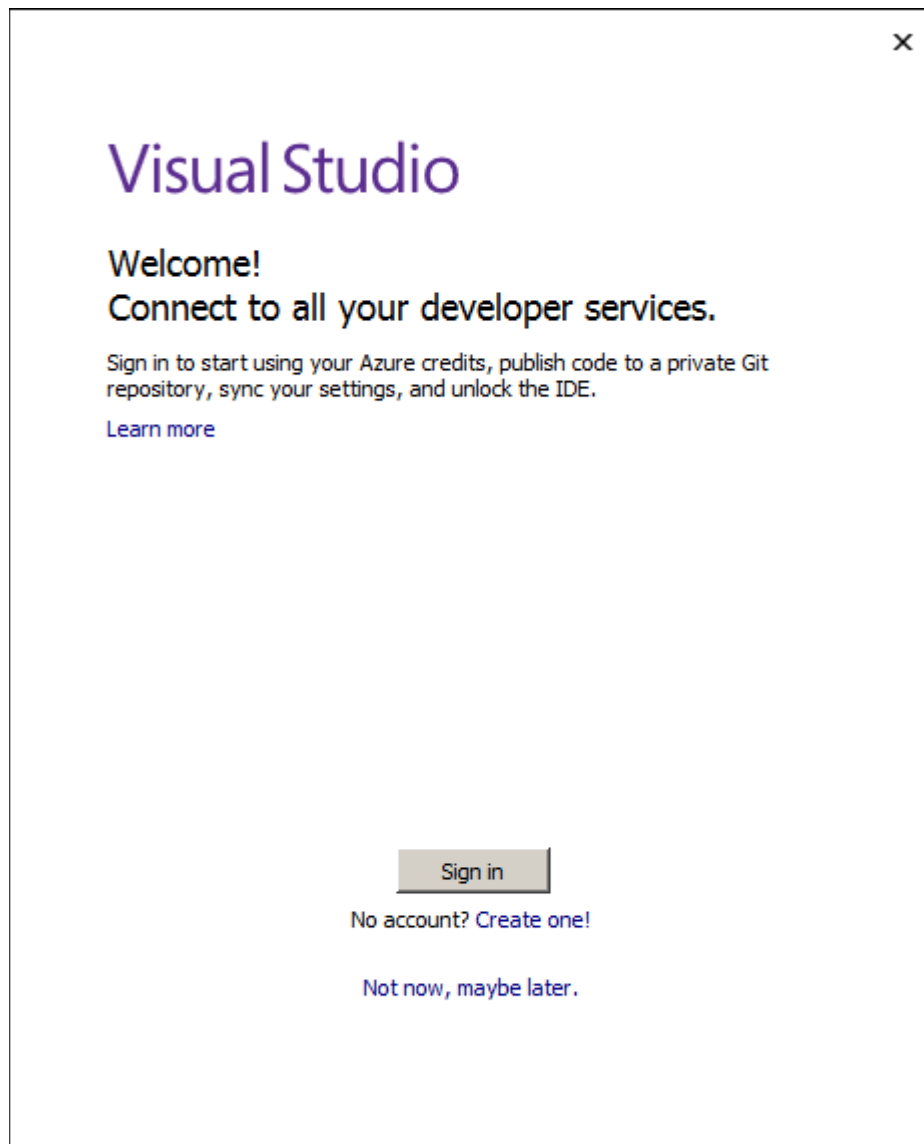 Visual Studio
Welcome!
Connect to all your developer services.
Sign in to start using your Azure credits, publish code to a private Git
repository, sync your settings, and unlock the IDE.
Learn more
Sign in
No account? Create one!
Not now, maybe later.